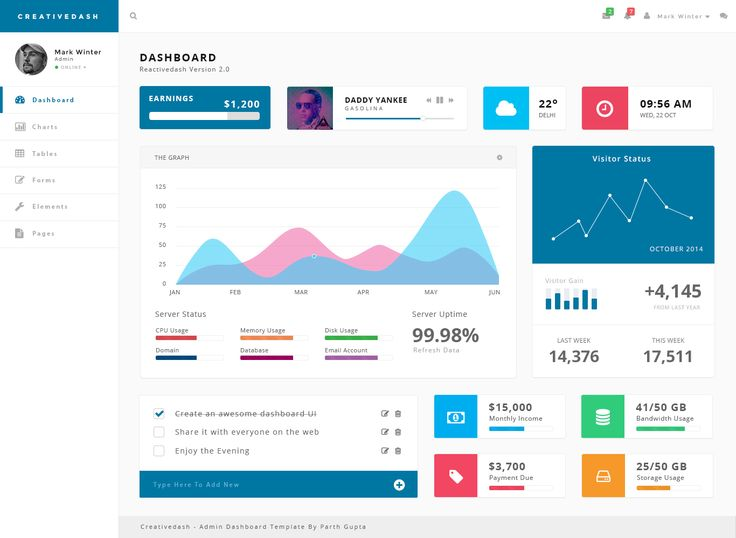 CREATIVEDASH
2
7
Mark Winter
Mark Winter
Admin
ONLINE
Dashboard
Charts
Tables
Forms
Elements
Pages
DASHBOARD
Reactivedash Version 2.0
EARNINGS
$1,200
DADDY YANKEE
GASOLINA
22°
DELHI
09:56 AM
WED, 22 OCT
THE GRAPH
125
100
75
50
25
0
JAN FEB MAR APR MAY JUN
Server Status
CPU Usage Memory Usage Disk Usage
Domain Database Email Account
Server Uptime
99.98%
Refresh Data
Visitor Status
OCTOBER 2014
Visitor Gain
+4,145
FROM LAST YEAR
LAST WEEK THIS WEEK
14,376 17,511
Create an awesome dashboard UI
Share it with everyone on the web
Enjoy the Evening
Type Here To Add New
$15,000
Monthly Income
41/50 GB
Bandwidth Usage
$3,700
Payment Due
25/50 GB
Storage Usage
Creativedash - Admin Dashboard Template By Parth Gupta